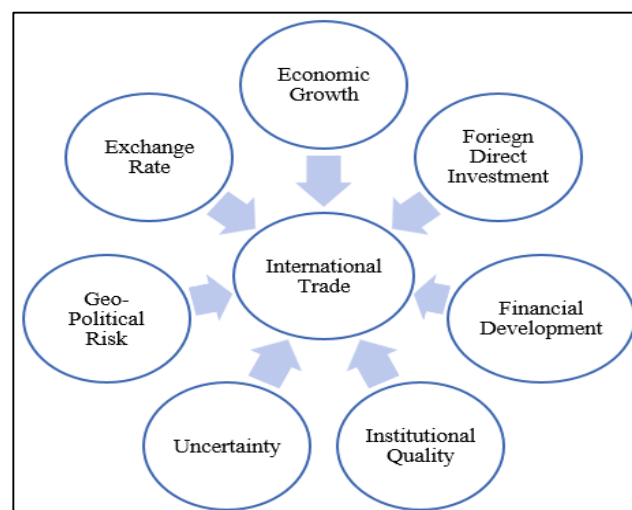 Economic
Growth
Exchange
Rate
Foriegn
Direct
Investment
International
Trade
Geo-
Political
Risk
Financial
Development
Uncertainty
Institutional
Quality